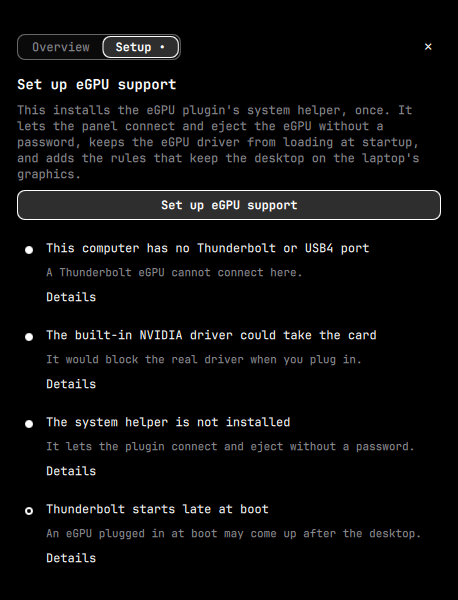 Overview Setup •
×
Set up eGPU support
This installs the eGPU plugin's system helper, once. It
lets the panel connect and eject the eGPU without a
password, keeps the eGPU driver from loading at startup,
and adds the rules that keep the desktop on the laptop's
graphics.
Set up eGPU support
This computer has no Thunderbolt or USB4 port
A Thunderbolt eGPU cannot connect here.
Details
The built-in NVIDIA driver could take the card
It would block the real driver when you plug in.
Details
The system helper is not installed
It lets the plugin connect and eject without a password.
Details
Thunderbolt starts late at boot
An eGPU plugged in at boot may come up after the desktop.
Details